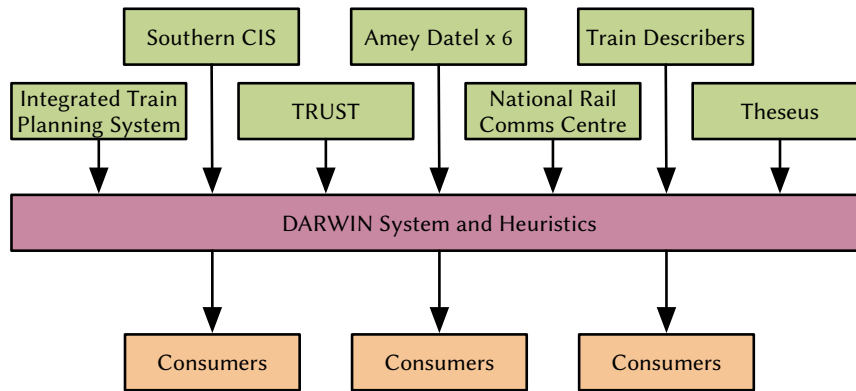 Southern CIS
Amey Datel x 6
Train Describers
Integrated Train
Planning System
TRUST
National Rail
Comms Centre
Theseus
DARWIN System and Heuristics
Consumers
Consumers
Consumers